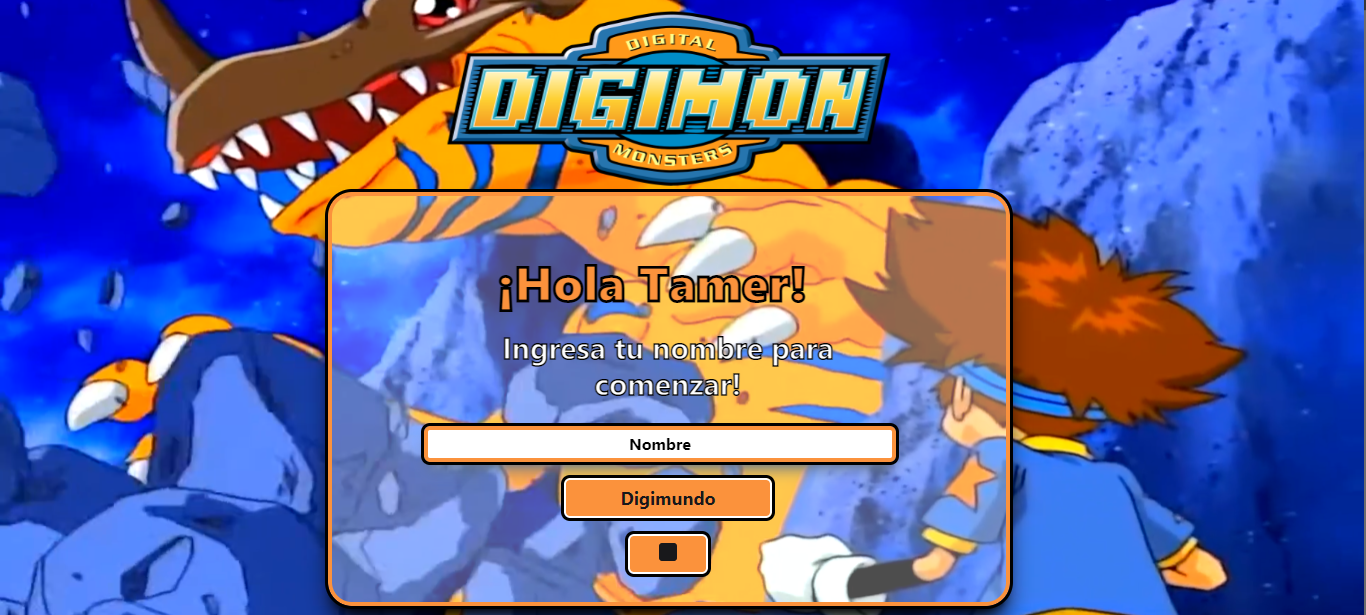 DIGITAL
DIGIMON
MONSTERS
¡Hola Tamer!
Ingresa tu nombre para
comenzar!
Nombre
Digimundo